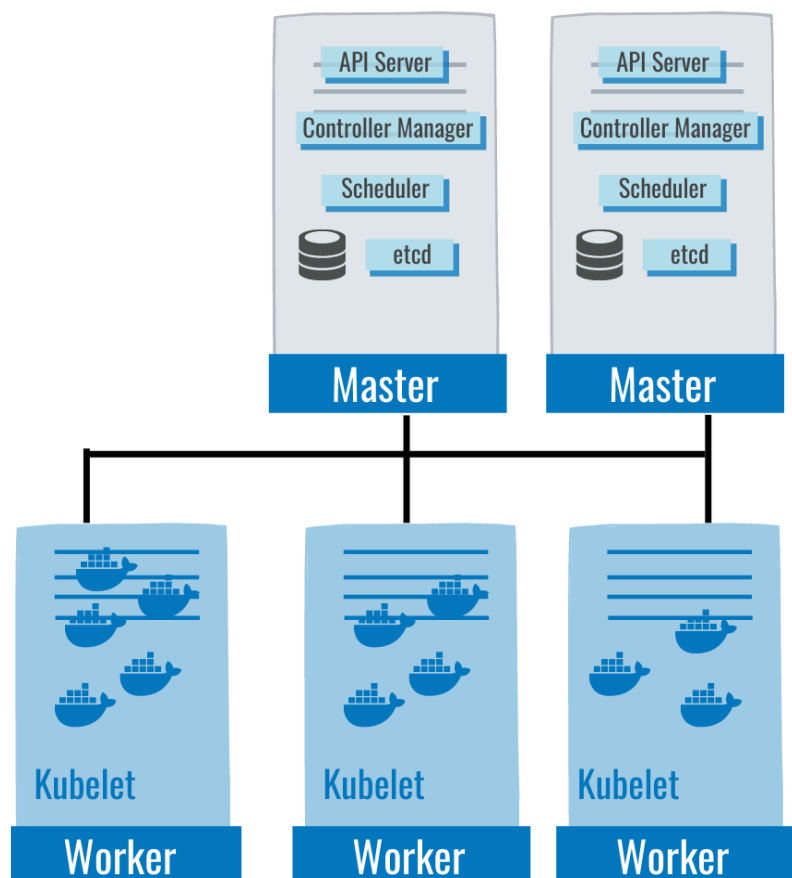 API Server
Controller Manager
Scheduler
etcd
Master
API Server
Controller Manager
Scheduler
etcd
Master
Kubelet
Worker
Kubelet
Worker
Kubelet
Worker